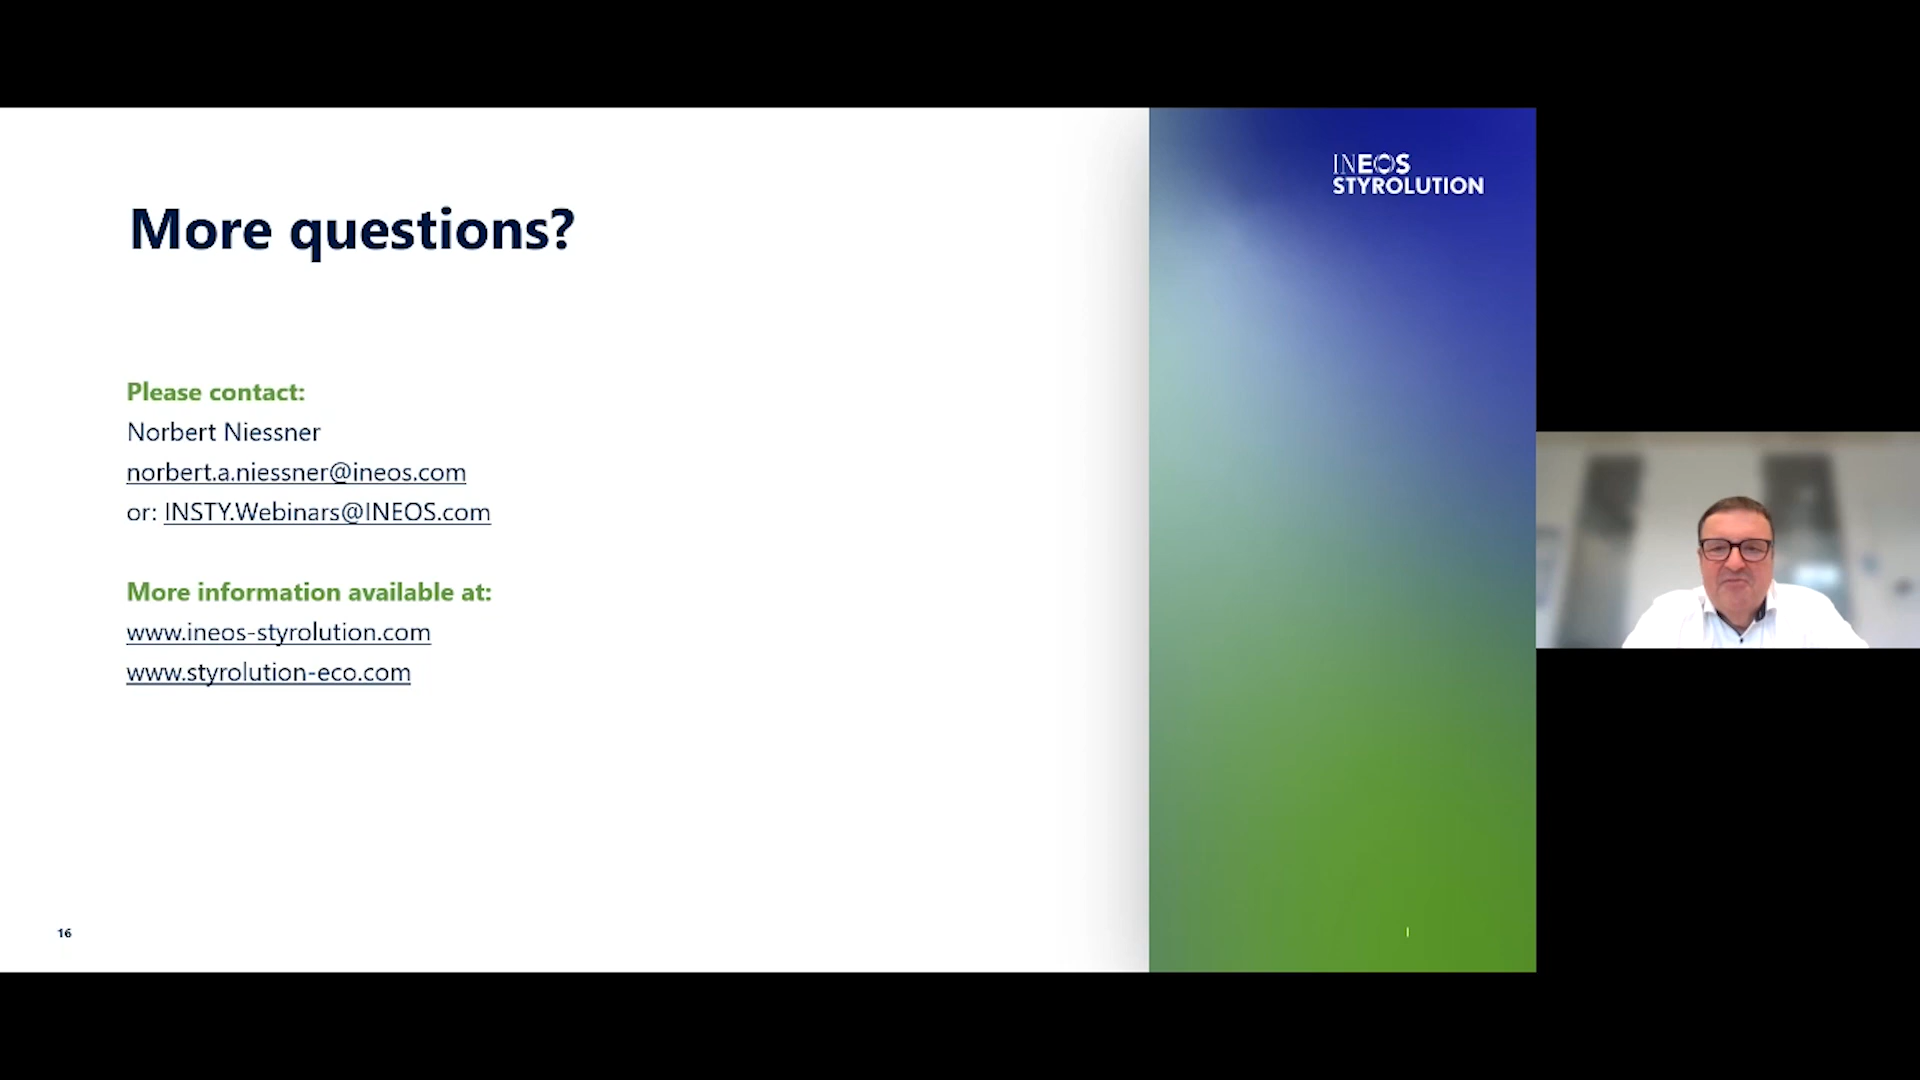 INEOS
STYROLUTION
More questions?
Please contact:
Norbert Niessner
norbert.a.niessner@ineos.com
or: INSTY.Webinars@INEOS.com
More information available at:
www.ineos-styrolution.com
www.styrolution-eco.com
16